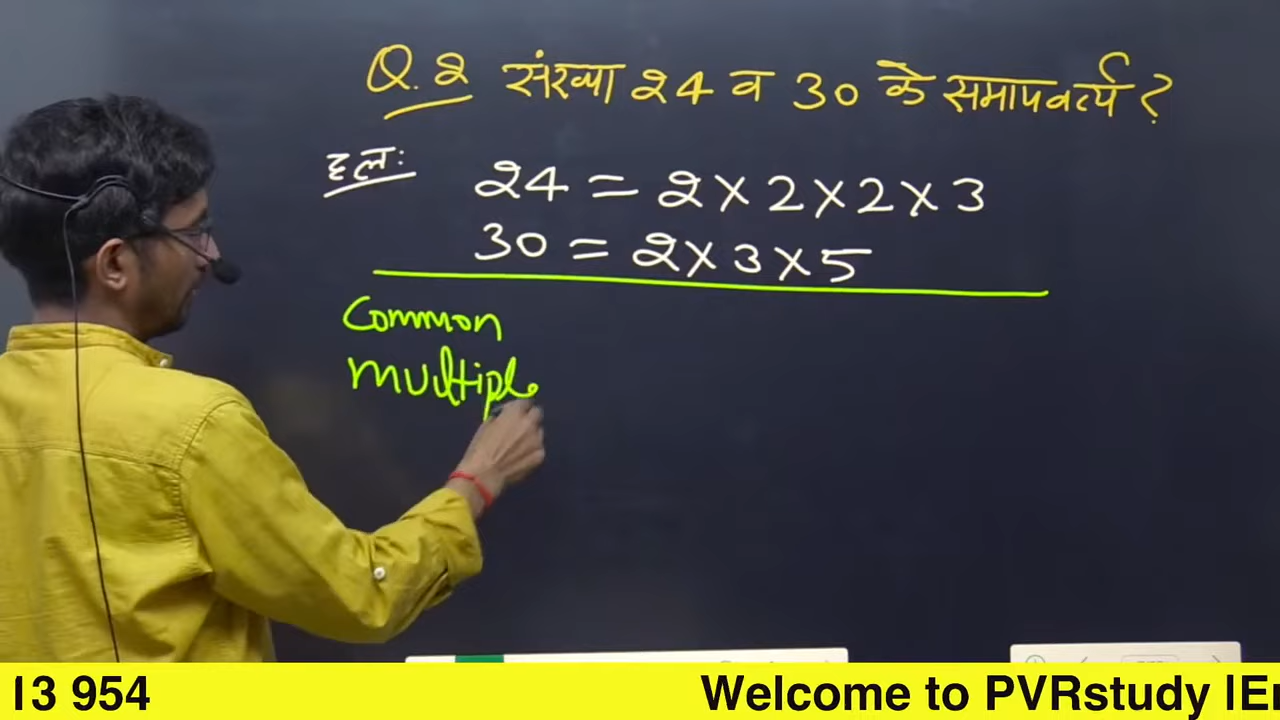 Q.2 संख्या 24 व 30 के समापवर्त्य ?
हलः
24 = 2 X 2 X 2 X 3
30 = 2 X 3 X 5
Common
multiple
13 954
Welcome to PVRstudy